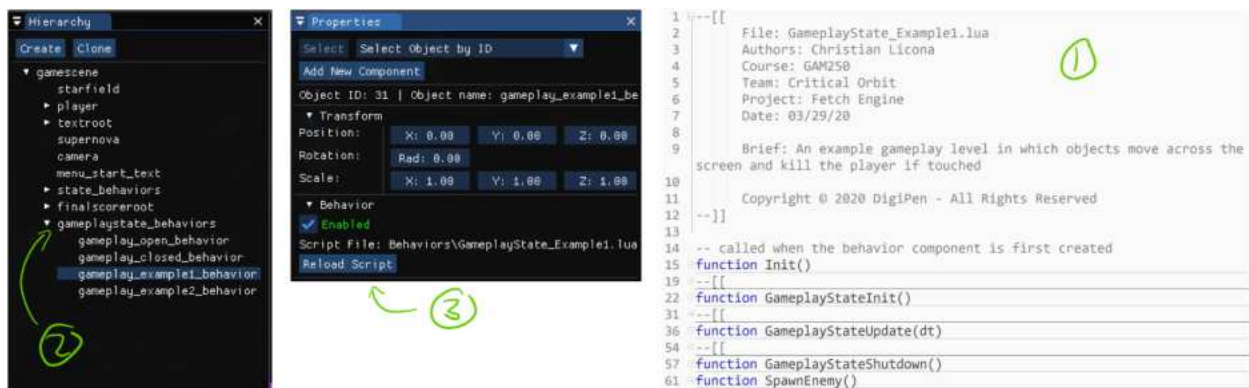 Hierarchy
Create Clone
gamescene
starfield
player
textroot
supernova
camera
menu_start_text
state_behaviors
finalscoreroot
gameplaystate_behaviors
gameplay_open_behavior
gameplay_closed_behavior
gameplay_example1_behavior
gameplay_example2_behavior
2
Properties
Select Select Object by ID
Add New Component
Object ID: 31 | Object name: gameplay_example1_be
Transform
Position: X: 0.00 Y: 0.00 Z: 0.00
Rotation: Rad: 0.00
Scale: X: 1.00 Y: 1.00 Z: 1.00
Behavior
Enabled
Script File: Behaviors\GameplayState_Example1.lua
Reload Script
3
1 --[[
2 File: GameplayState_Example1.lua
3 Authors: Christian Licona
4 Course: GAM250
5 Team: Critical Orbit
6 Project: Fetch Engine
7 Date: 03/29/20
8
9 Brief: An example gameplay level in which objects move across the
screen and kill the player if touched
10
11 Copyright © 2020 DigiPen - All Rights Reserved
12 --]]
13
14 -- called when the behavior component is first created
15 function Init()
19 --[[
22 function GameplayStateInit()
31 --[[
36 function GameplayStateUpdate(dt)
54 --[[
57 function GameplayStateShutdown()
61 function SpawnEnemy()
1